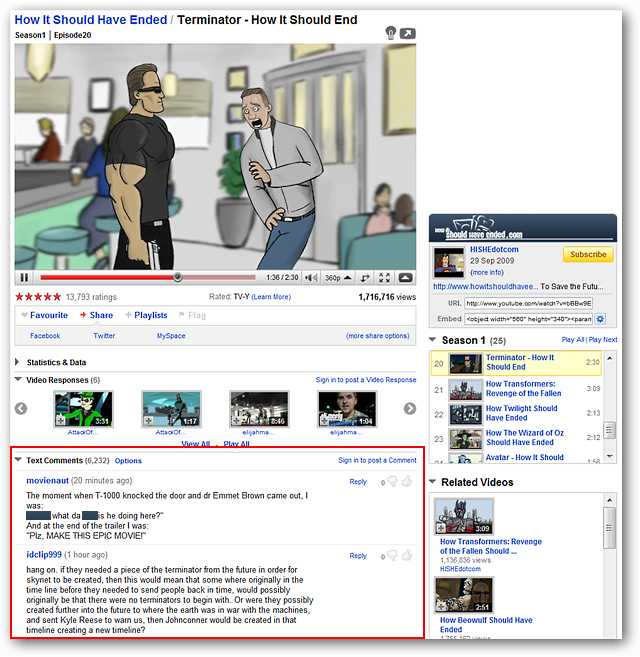 How It Should Have Ended / Terminator - How It Should End
Season1 | Episode20
1:36 / 2:30
360p
13,793 ratings
Rated: TV-Y (Learn More)
1,716,716 views
Favourite
Share
Playlists
Flag
Facebook
Twitter
MySpace
(more share options)
Statistics & Data
Video Responses (6)
Sign in to post a Video Response
3:31
1:17
8:46
1:04
AttackOf...
AttackOf...
elijahma...
elijahma...
View All
Play All
Text Comments (6,232) Options
Sign in to post a Comment
movienaut (20 minutes ago)
Reply
0
The moment when T-1000 knocked the door and dr Emmet Brown came out, I
was:
what da is he doing here?"
And at the end of the trailer I was:
"Plz, MAKE THIS EPIC MOVIE!"
idclip999 (1 hour ago)
Reply
0
hang on. if they needed a piece of the terminator from the future in order for
skynet to be created, then this would mean that some where originally in the
time line before they needed to send people back in time, would possibly
originally be that there were no terminators to begin with.. Or were they possibly
created further into the future to where the earth was in war with the machines,
and sent Kyle Reese to warn us, then Johnconner would be created in that
timeline creating a new timeline?
how it
should have ended.com
HISHEdotcom
29 Sep 2009
(more info)
Subscribe
http://www.howitshouldhavee... To Save the Futu...
URL
http://www.youtube.com/watch?v=bBBw9E
Embed
<object width="560" height="340"><paran
Season 1 (25)
Play All | Play Next
20
Terminator - How It
Should End
2:30
21
How Transformers:
Revenge of the Fallen
3:09
22
How Twilight Should
Have Ended
2:13
23
How The Wizard of Oz
Should Have Ended
2:12
24
Avatar - How It Should
Related Videos
3:09
How Transformers: Revenge
of the Fallen Should ...
1,136,836 views
HISHEdotcom
2:51
How Beowulf Should Have
Ended